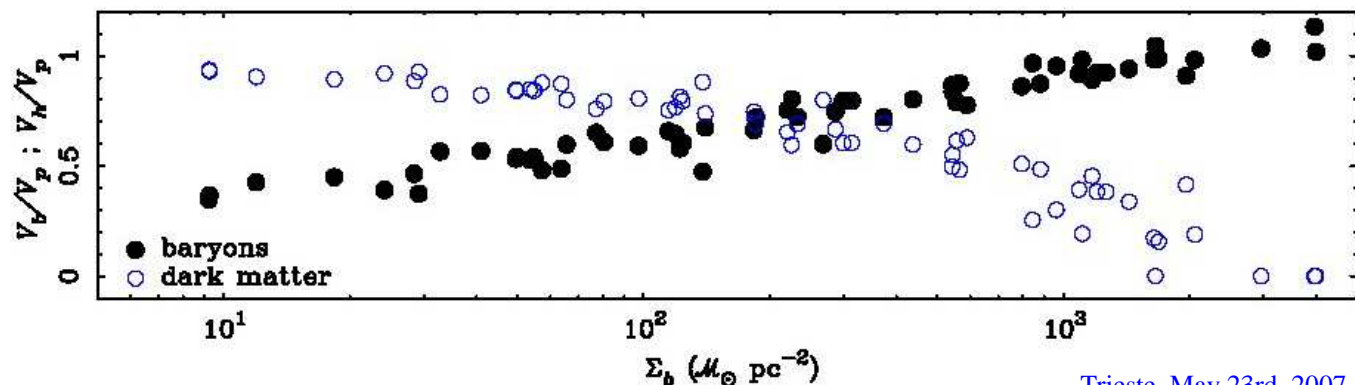 V_b/V_p ; V_h/V_p
1
0.5
0
baryons
dark matter
10^1
10^2
10^3
Σ_b (ℳ_⊙ pc^−2)
Trieste, May 23rd, 2007